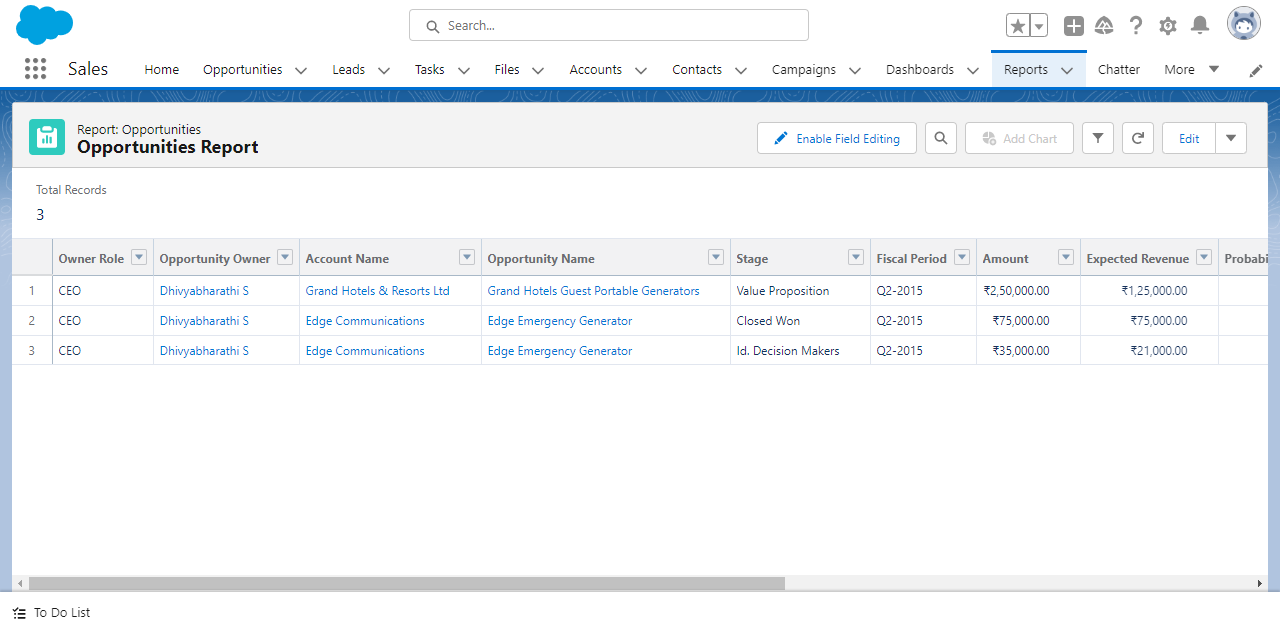 Search...
Sales Home Opportunities Leads Tasks Files Accounts Contacts Campaigns Dashboards Reports Chatter More
Report: Opportunities
Opportunities Report
Enable Field Editing Add Chart Edit
Total Records
3
Owner Role Opportunity Owner Account Name Opportunity Name Stage Fiscal Period Amount Expected Revenue Probabi
1 CEO Dhivyabharathi S Grand Hotels & Resorts Ltd Grand Hotels Guest Portable Generators Value Proposition Q2-2015 ₹2,50,000.00 ₹1,25,000.00
2 CEO Dhivyabharathi S Edge Communications Edge Emergency Generator Closed Won Q2-2015 ₹75,000.00 ₹75,000.00
3 CEO Dhivyabharathi S Edge Communications Edge Emergency Generator Id. Decision Makers Q2-2015 ₹35,000.00 ₹21,000.00
To Do List